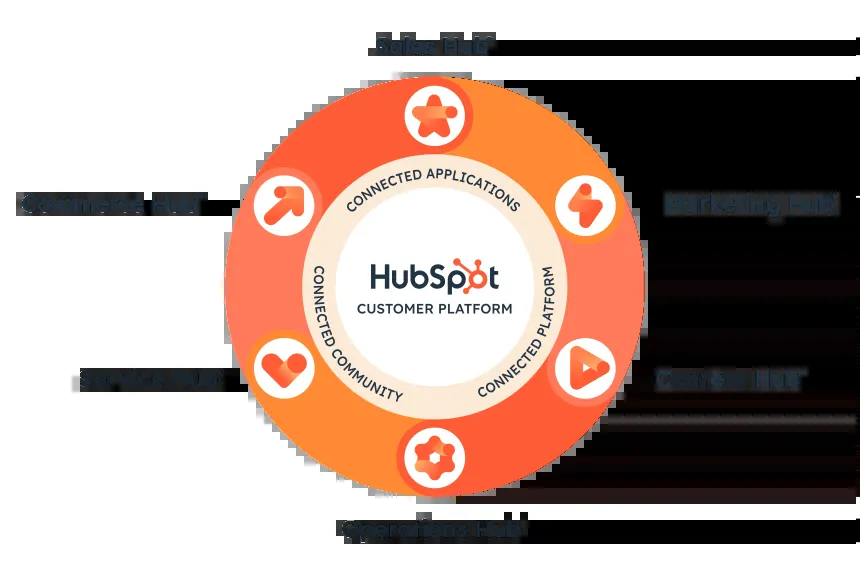 Sales Hub
CONNECTED APPLICATIONS
Commerce Hub
Marketing Hub
HubSpot
CUSTOMER PLATFORM
CONNECTED COMMUNITY
CONNECTED PLATFORM
Service Hub
Content Hub
Operations Hub